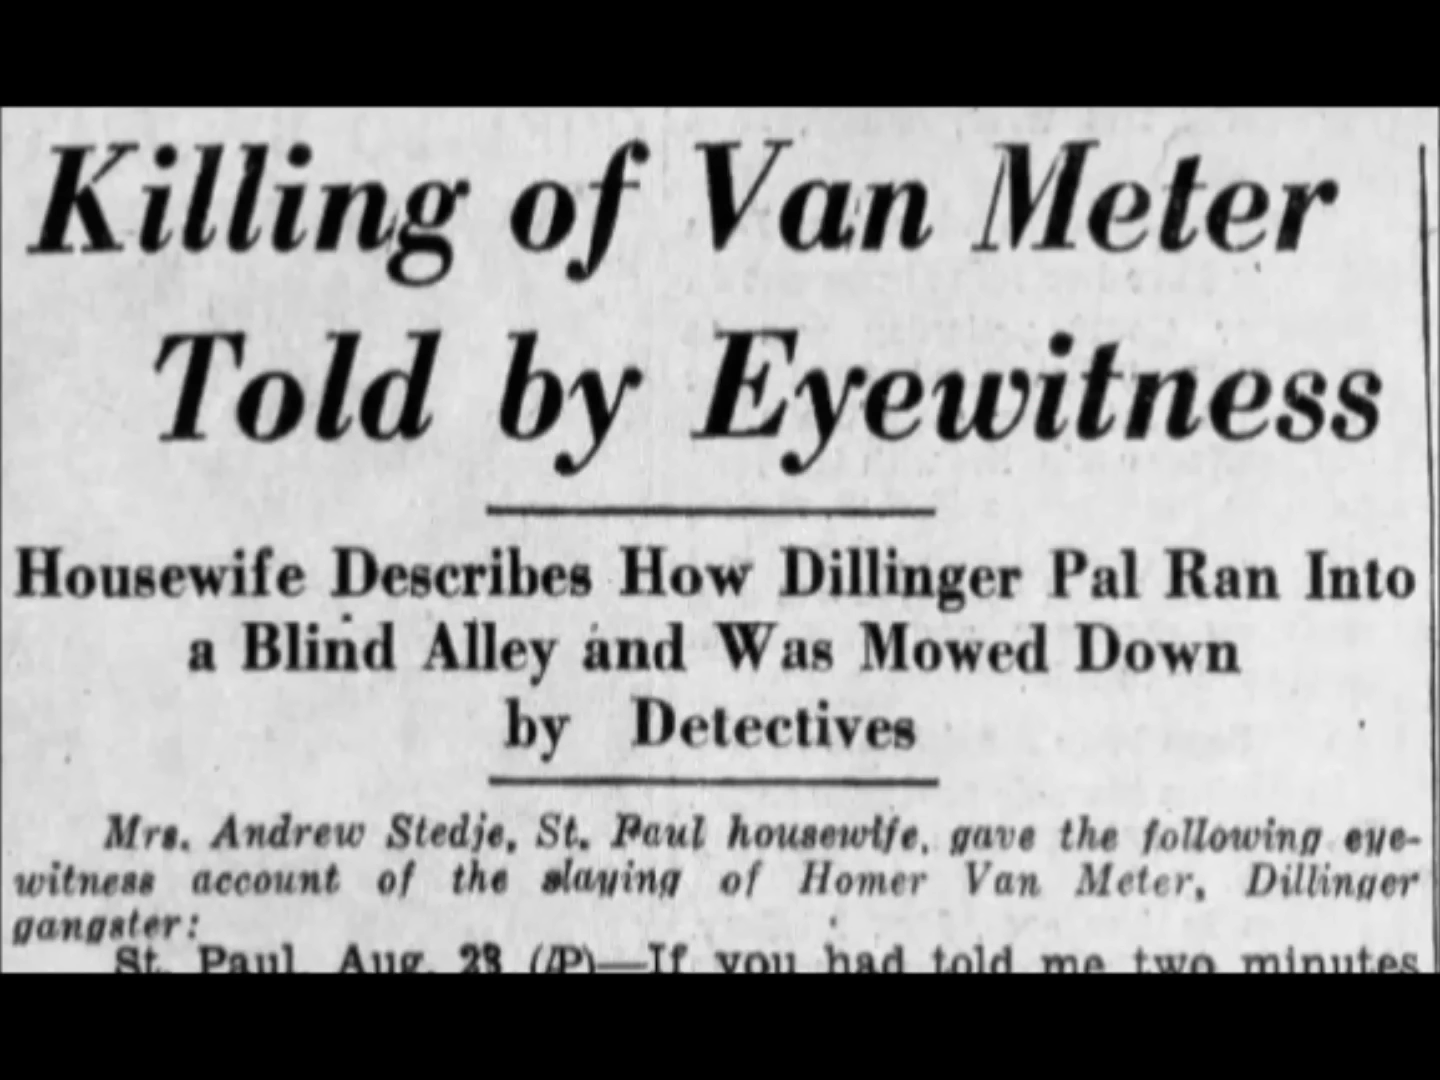 Killing of Van Meter
Told by Eyewitness
Housewife Describes How Dillinger Pal Ran Into
a Blind Alley and Was Mowed Down
by Detectives
Mrs. Andrew Stedje, St. Paul housewife, gave the following eye-
witness account of the slaying of Homer Van Meter, Dillinger
gangster:
St. Paul, Aug. 23 (AP)—If you had told me two minutes